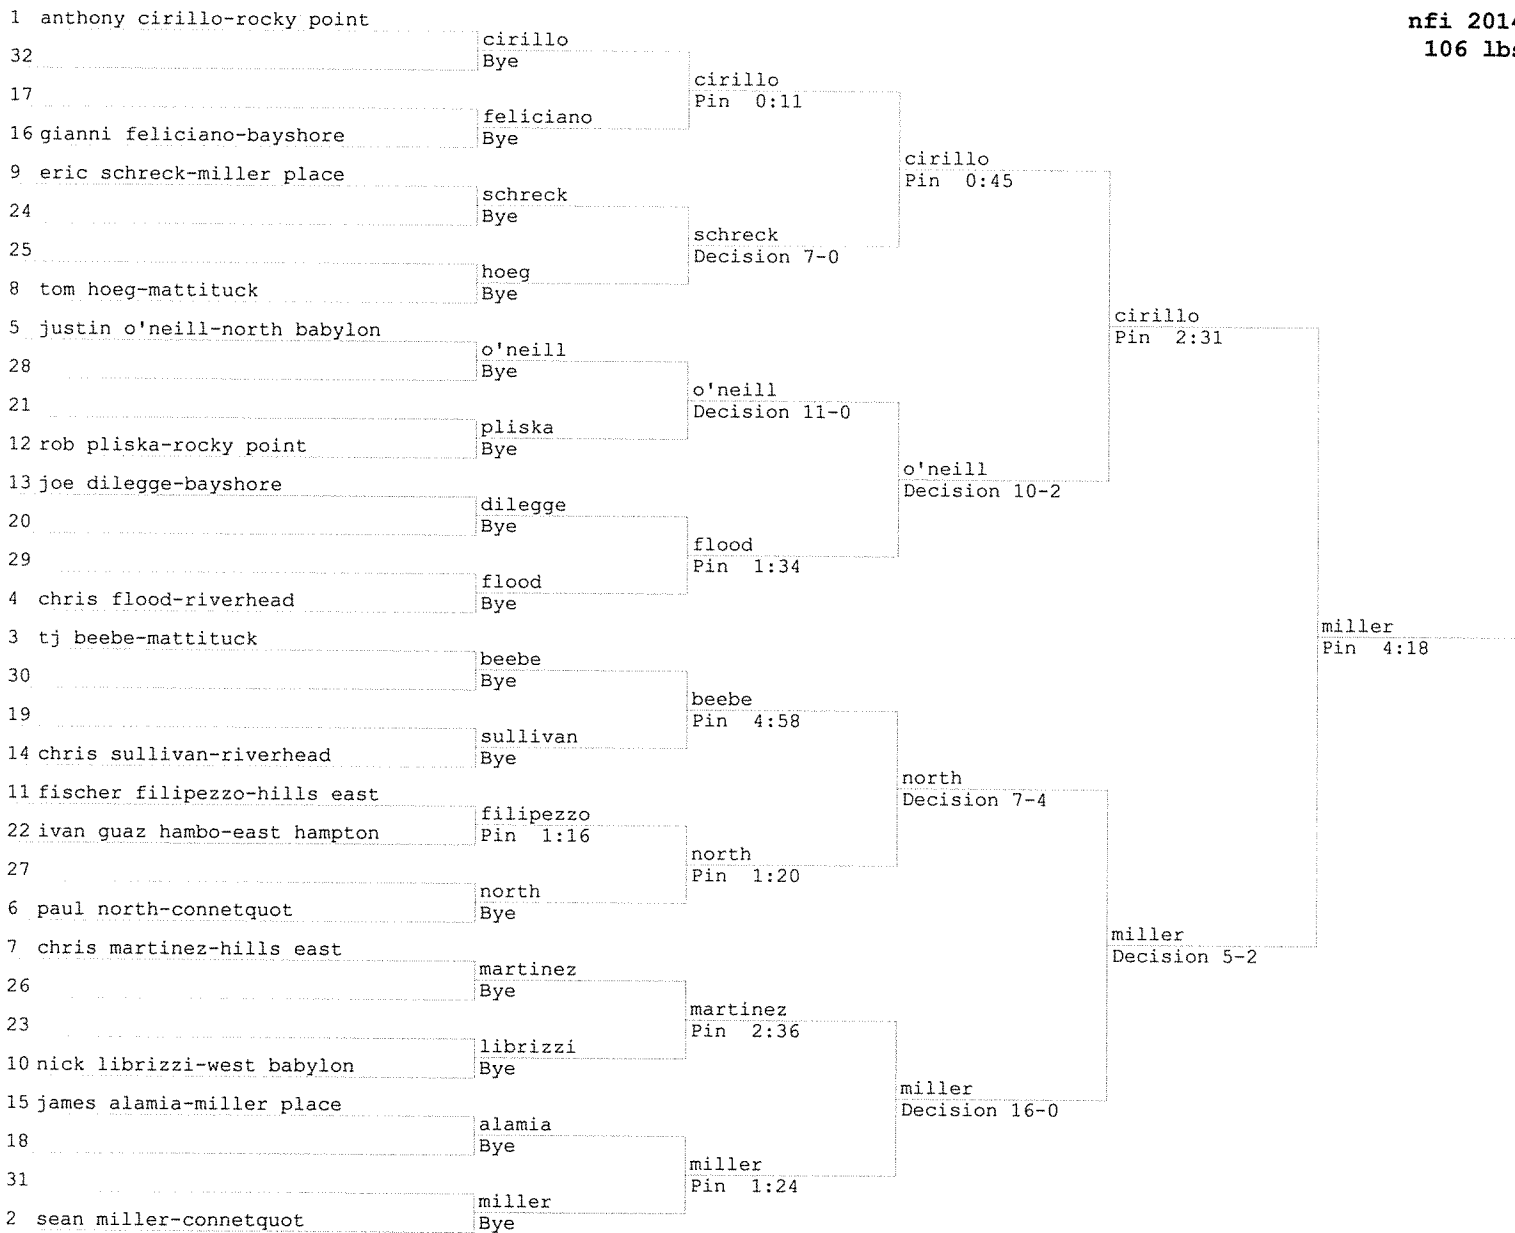 nfi 2014
106 lbs
1 anthony cirillo-rocky point
32
17
16 gianni feliciano-bayshore
9 eric schreck-miller place
24
25
8 tom hoeg-mattituck
5 justin o'neill-north babylon
28
21
12 rob pliska-rocky point
13 joe dilegge-bayshore
20
29
4 chris flood-riverhead
3 tj beebe-mattituck
30
19
14 chris sullivan-riverhead
11 fischer filipezzo-hills east
22 ivan guaz hambo-east hampton
27
6 paul north-connetquot
7 chris martinez-hills east
26
23
10 nick librizzi-west babylon
15 james alamia-miller place
18
31
2 sean miller-connetquot
cirillo
Bye
feliciano
Bye
schreck
Bye
hoeg
Bye
o'neill
Bye
pliska
Bye
dilegge
Bye
flood
Bye
beebe
Bye
sullivan
Bye
filipezzo
Pin 1:16
north
Bye
martinez
Bye
librizzi
Bye
alamia
Bye
miller
Bye
cirillo
Pin 0:11
schreck
Decision 7-0
o'neill
Decision 11-0
flood
Pin 1:34
beebe
Pin 4:58
north
Pin 1:20
martinez
Pin 2:36
miller
Pin 1:24
cirillo
Pin 0:45
o'neill
Decision 10-2
north
Decision 7-4
miller
Decision 16-0
cirillo
Pin 2:31
miller
Decision 5-2
miller
Pin 4:18